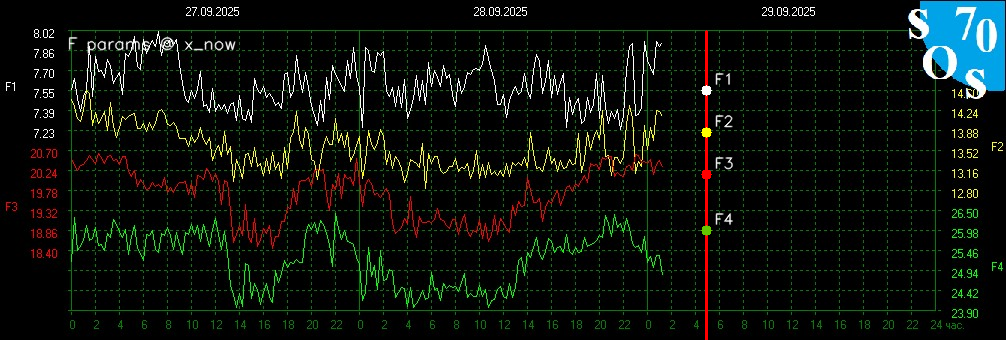 27.09.2025 28.09.2025 29.09.2025
S 70
O
S
F params @ x_now
8.02
7.86
F1 7.70
7.55
7.39
7.23
20.70
20.24
F3 19.78
19.32
18.86
18.40
F1
F2
F3
F4
14.24
13.88
F2
13.52
13.16
12.80
26.50
25.98
25.46
F4 24.94
24.42
23.90
0 2 4 6 8 10 12 14 16 18 20 22 0 2 4 6 8 10 12 14 16 18 20 22 0 2 4 6 8 10 12 14 16 18 20 22 24 час.